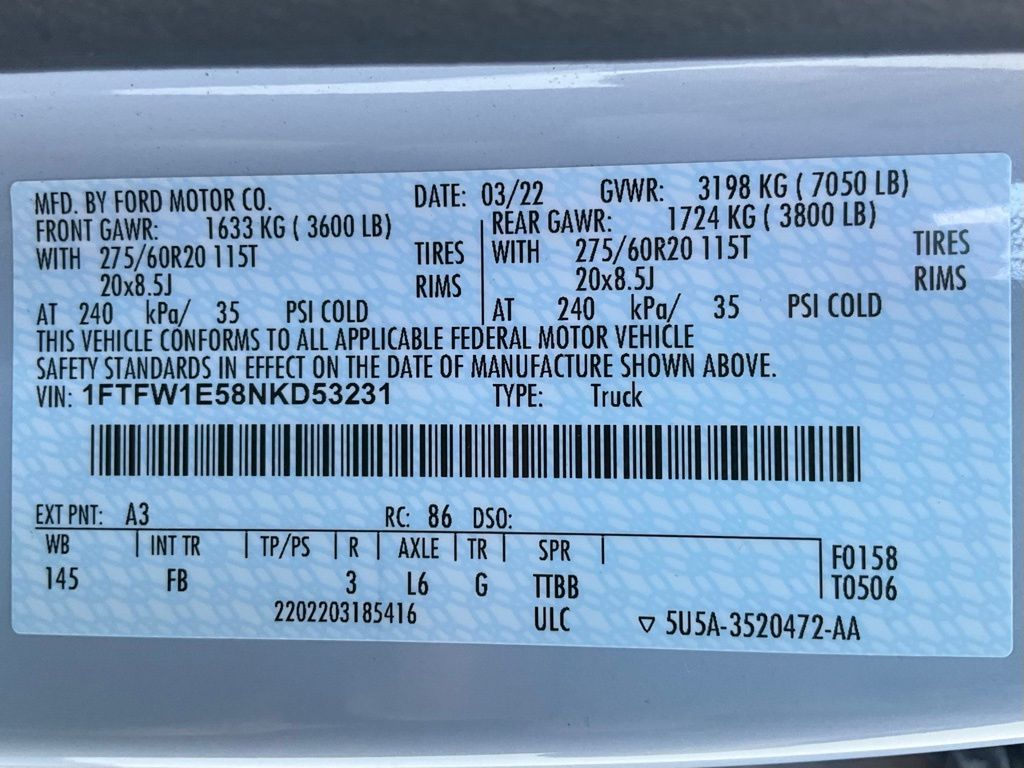 MFD. BY FORD MOTOR CO. DATE: 03/22 GVWR: 3198 KG ( 7050 LB)
FRONT GAWR: 1633 KG ( 3600 LB) REAR GAWR: 1724 KG ( 3800 LB)
WITH 275/60R20 115T TIRES WITH 275/60R20 115T TIRES
20x8.5J RIMS 20x8.5J RIMS
AT 240 kPa/ 35 PSI COLD AT 240 kPa/ 35 PSI COLD
THIS VEHICLE CONFORMS TO ALL APPLICABLE FEDERAL MOTOR VEHICLE
SAFETY STANDARDS IN EFFECT ON THE DATE OF MANUFACTURE SHOWN ABOVE.
VIN: 1FTFW1E58NKD53231 TYPE: Truck
EXT PNT: A3 RC: 86 DSO:
WB INT TR TP/PS R AXLE TR SPR F0158
145 FB 3 L6 G TTBB T0506
2202203185416 ULC ▽ 5U5A-3520472-AA